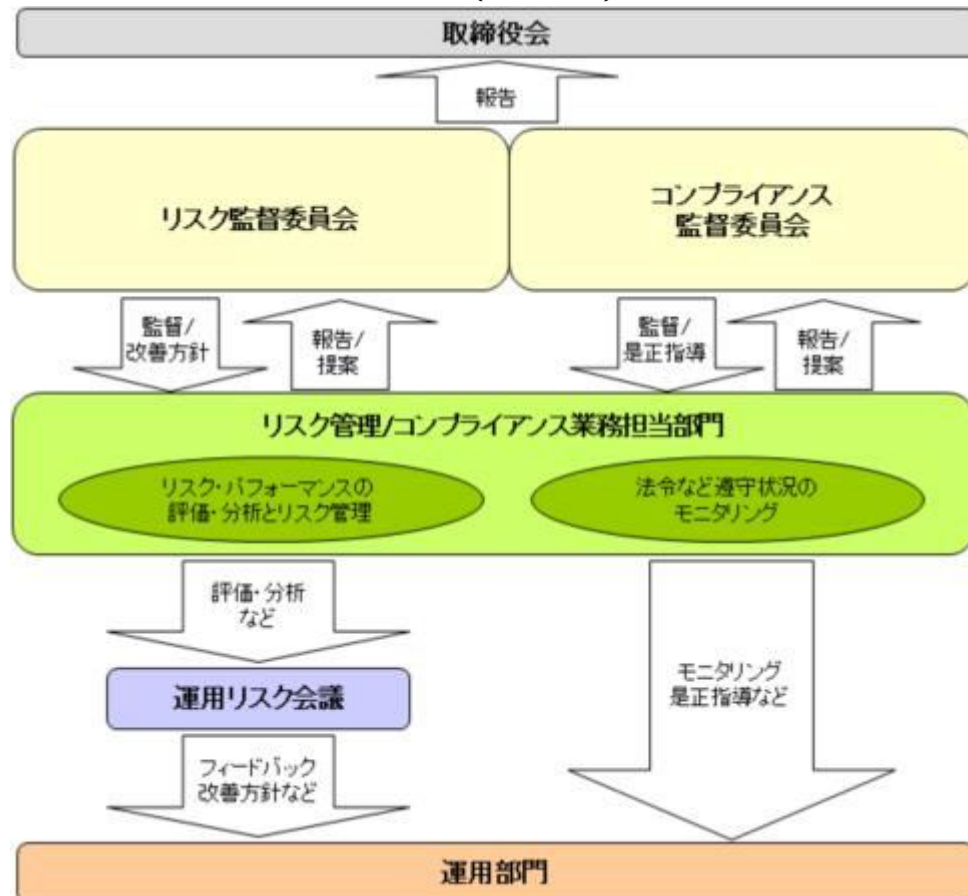 取締役会
報告
リスク監督委員会
コンプライアンス
監督委員会
監督/
改善方針
報告/
提案
監督/
是正指導
報告/
提案
リスク管理/コンプライアンス業務担当部門
リスク・パフォーマンスの
評価・分析とリスク管理
法令など遵守状況の
モニタリング
評価・分析
など
運用リスク会議
モニタリング
是正指導など
フィードバック
改善方針など
運用部門